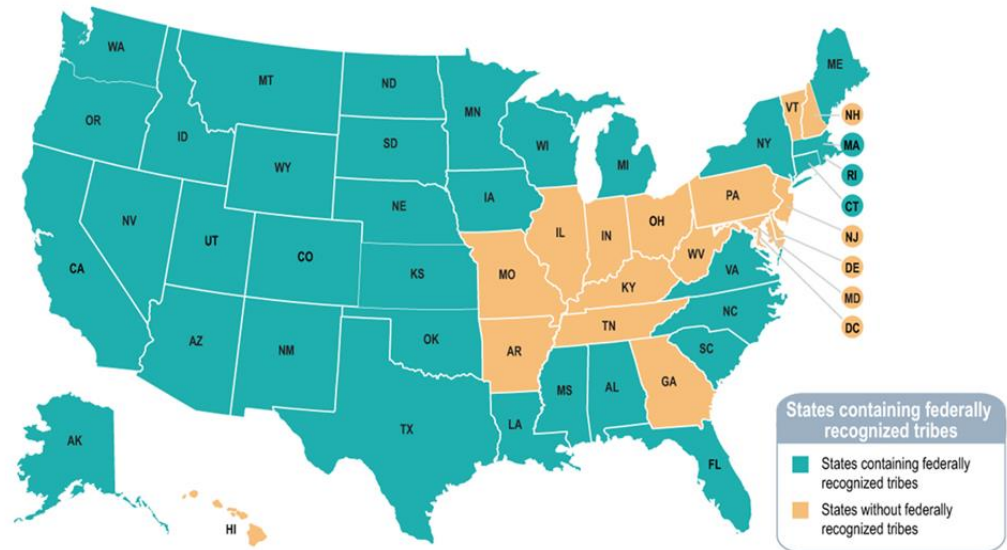 WA
MT
ND
MN
ME
VT
NH
OR
ID
SD
WI
NY
MA
WY
MI
RI
IA
CT
NE
PA
NV
OH
NJ
UT
IL
IN
CO
WV
DE
CA
KS
MO
VA
KY
MD
NC
DC
TN
AZ
NM
OK
AR
SC
MS
AL
GA
TX
LA
AK
FL
HI
States containing federally
recognized tribes
States containing federally
recognized tribes
States without federally
recognized tribes